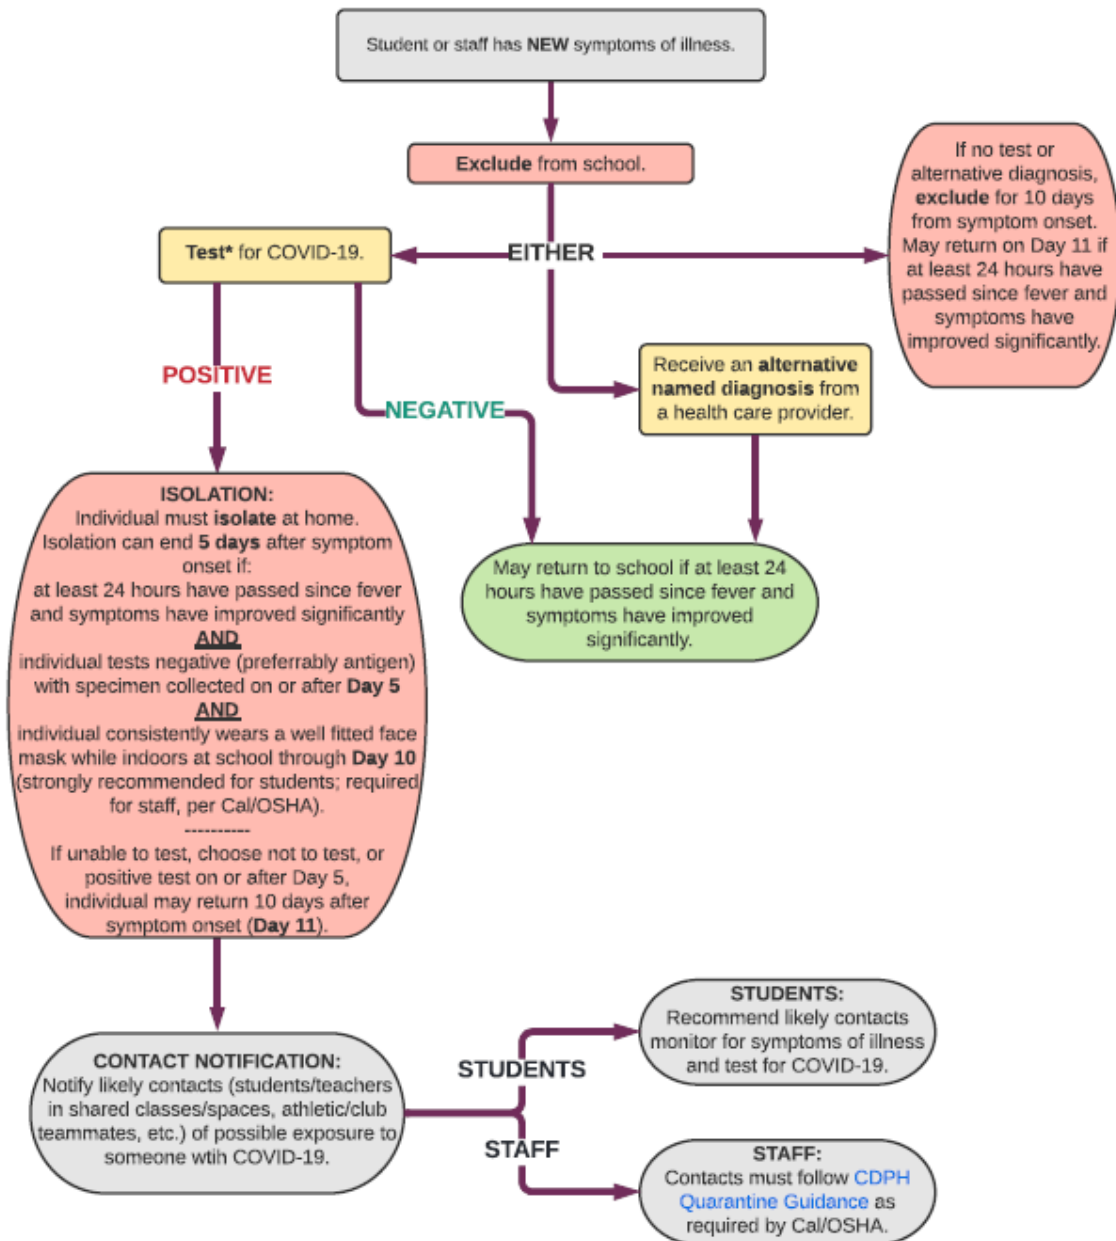 Student or staff has NEW symptoms of illness.
Exclude from school.
If no test or
alternative diagnosis,
exclude for 10 days
from symptom onset.
May return on Day 11 if
at least 24 hours have
passed since fever and
symptoms have
improved significantly.
Test* for COVID-19.
EITHER
Receive an alternative
named diagnosis from
a health care provider.
POSITIVE
NEGATIVE
ISOLATION:
Individual must isolate at home.
Isolation can end 5 days after symptom
onset if:
at least 24 hours have passed since fever
and symptoms have improved significantly
AND
individual tests negative (preferrably antigen)
with specimen collected on or after Day 5
AND
individual consistently wears a well fitted face
mask while indoors at school through Day 10
(strongly recommended for students; required
for staff, per Cal/OSHA).
----------
If unable to test, choose not to test, or
positive test on or after Day 5,
individual may return 10 days after
symptom onset (Day 11).
May return to school if at least 24
hours have passed since fever and
symptoms have improved
significantly.
CONTACT NOTIFICATION:
Notify likely contacts (students/teachers
in shared classes/spaces, athletic/club
teammates, etc.) of possible exposure to
someone wtih COVID-19.
STUDENTS
STAFF
STUDENTS:
Recommend likely contacts
monitor for symptoms of illness
and test for COVID-19.
STAFF:
Contacts must follow CDPH
Quarantine Guidance as
required by Cal/OSHA.